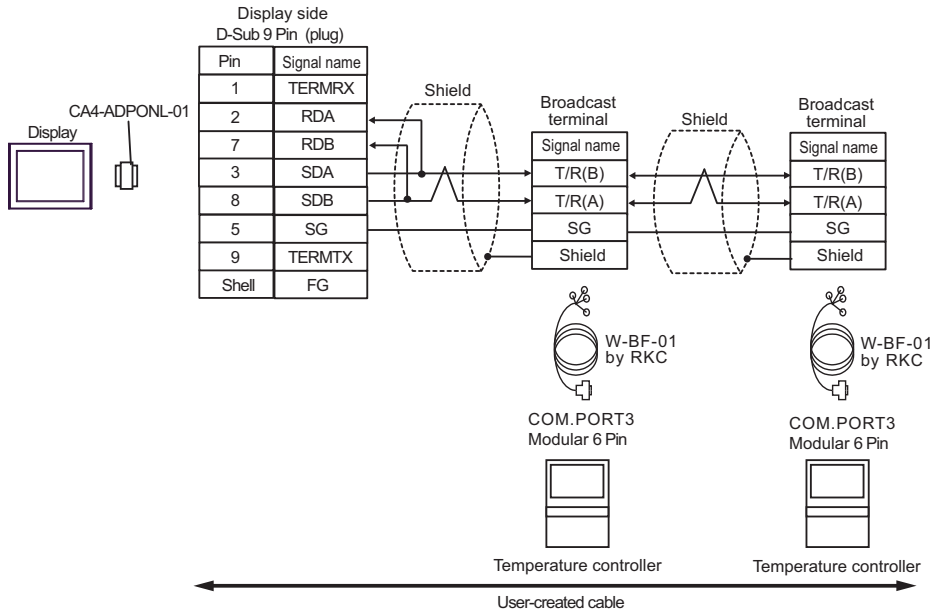 Display side
D-Sub 9 Pin (plug)
Pin Signal name
1 TERMRX
2 RDA
7 RDB
3 SDA
8 SDB
5 SG
9 TERMTX
Shell FG
CA4-ADPONL-01
Display
Shield
Broadcast
terminal
Signal name
T/R(B)
T/R(A)
SG
Shield
Shield
Broadcast
terminal
Signal name
T/R(B)
T/R(A)
SG
Shield
W-BF-01
by RKC
COM.PORT3
Modular 6 Pin
Temperature controller
W-BF-01
by RKC
COM.PORT3
Modular 6 Pin
Temperature controller
User-created cable